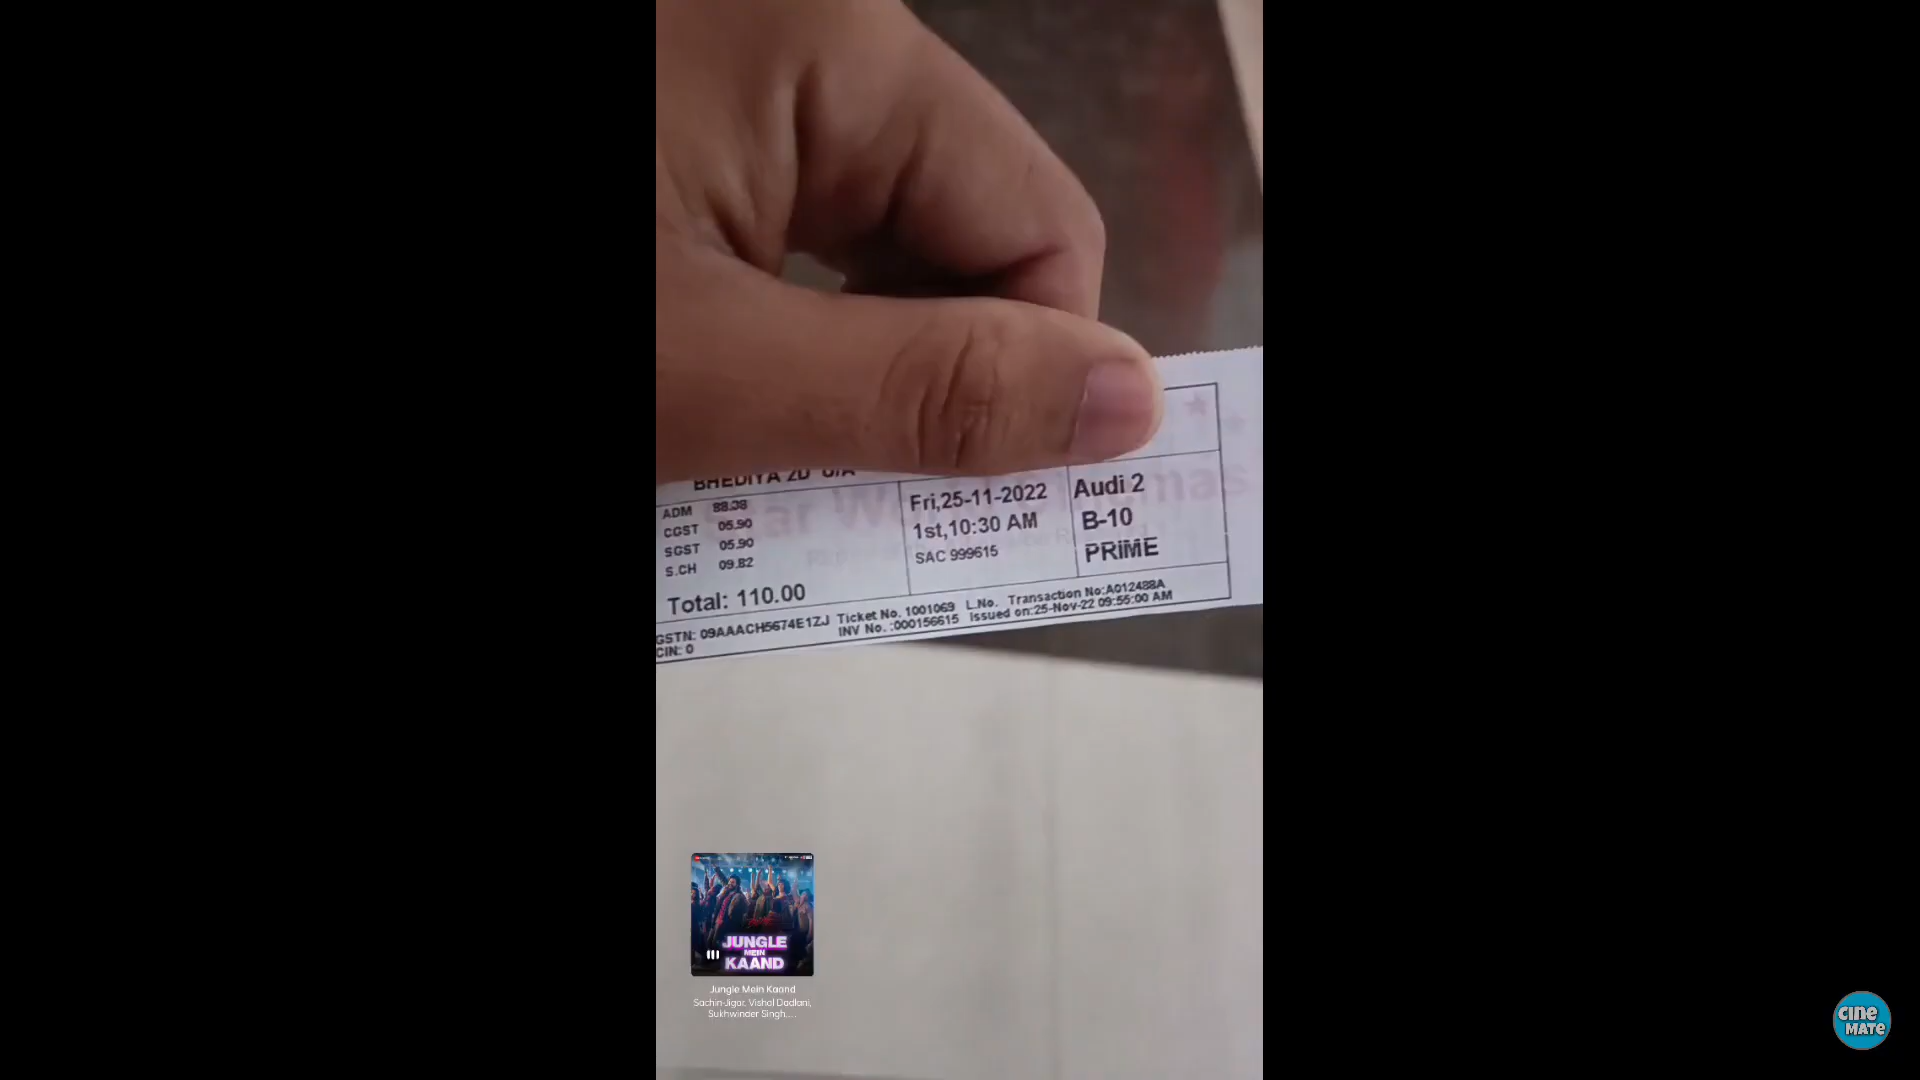 BHEDIYA 2D U/A
ADM 88.38
CGST 05.90
SGST 05.90
S.CH 09.82
Total: 110.00
Fri,25-11-2022
1st,10:30 AM
SAC 999615
Audi 2
B-10
PRIME
GSTN: 09AAACH5674E1ZJ Ticket No. 1001069 L.No. Transaction No:A012488A
CIN: 0 INV No. :000156615 Issued on:25-Nov-22 09:55:00 AM
JUNGLE
MEIN
KAAND
Jungle Mein Kaand
Sachin-Jigar, Vishal Dadlani,
Sukhwinder Singh,...
cine
MATE